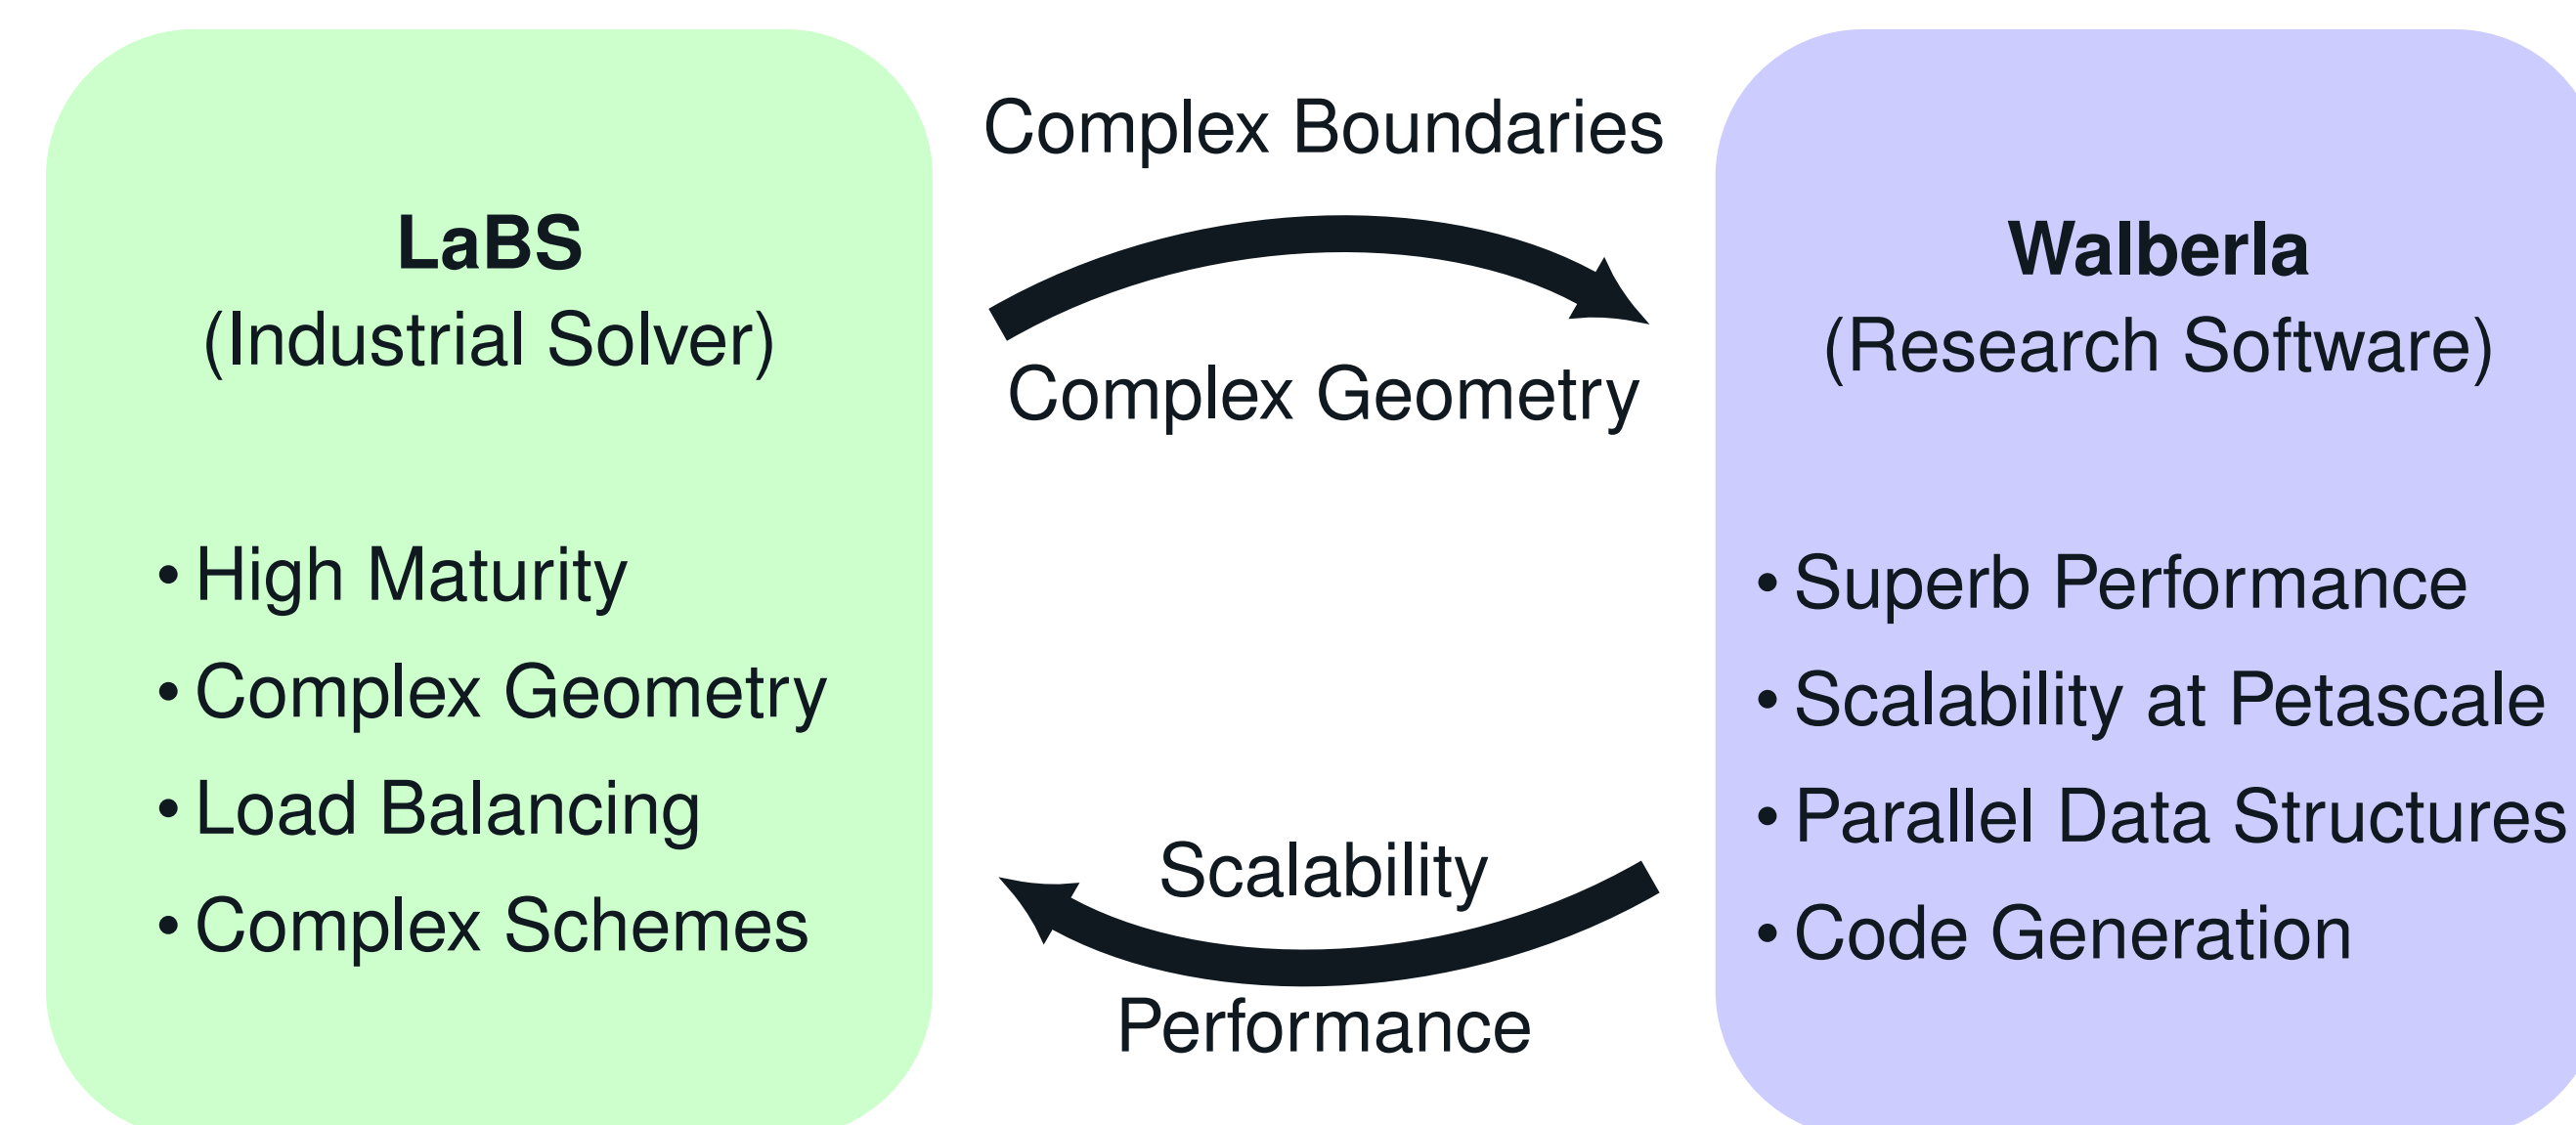 LaBS
(Industrial Solver)
• High Maturity
• Complex Geometry
• Load Balancing
• Complex Schemes
Complex Boundaries
Complex Geometry
Scalability
Performance
Walberla
(Research Software)
• Superb Performance
• Scalability at Petascale
• Parallel Data Structures
• Code Generation